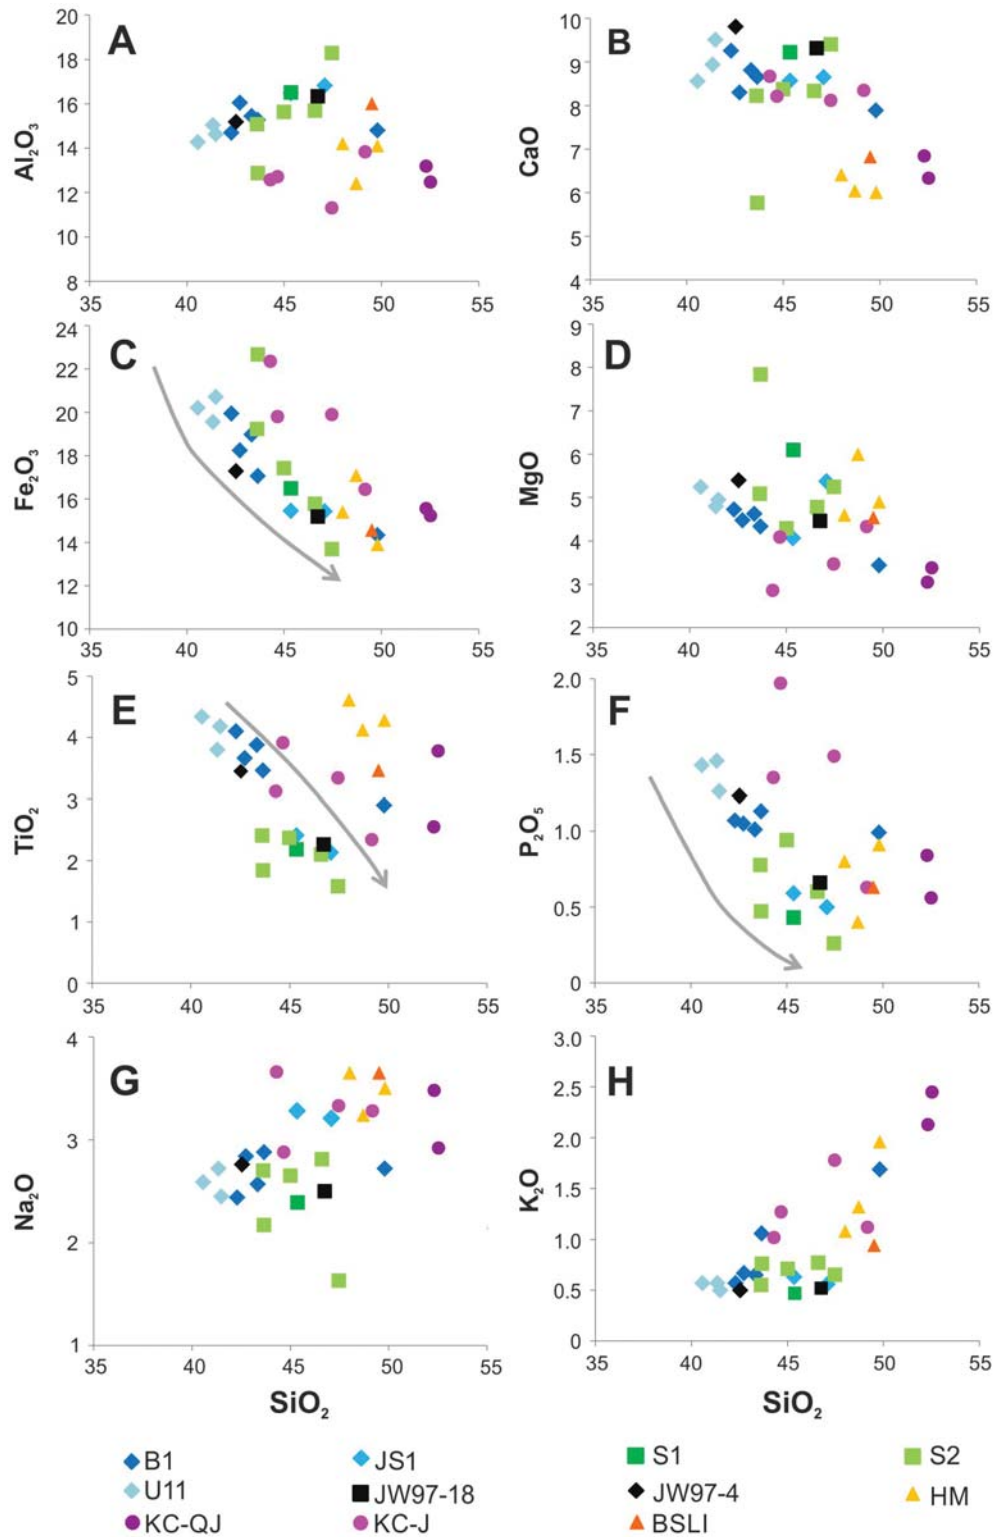 A
Al₂O₃
20
18
16
14
12
10
8
35 40 45 50 55
B
CaO
10
9
8
7
6
5
4
35 40 45 50 55
C
Fe₂O₃
24
22
20
18
16
14
12
10
35 40 45 50 55
D
MgO
9
8
7
6
5
4
3
2
35 40 45 50 55
E
TiO₂
5
4
3
2
1
0
35 40 45 50 55
F
P₂O₅
2.0
1.5
1.0
0.5
0
35 40 45 50 55
G
Na₂O
4
3
2
1
35 40 45 50 55
SiO₂
H
K₂O
3.0
2.5
2.0
1.5
1.0
0.5
0
35 40 45 50 55
SiO₂
B1 JS1 S1 S2
U11 JW97-18 JW97-4 HM
KC-QJ KC-J BSLI